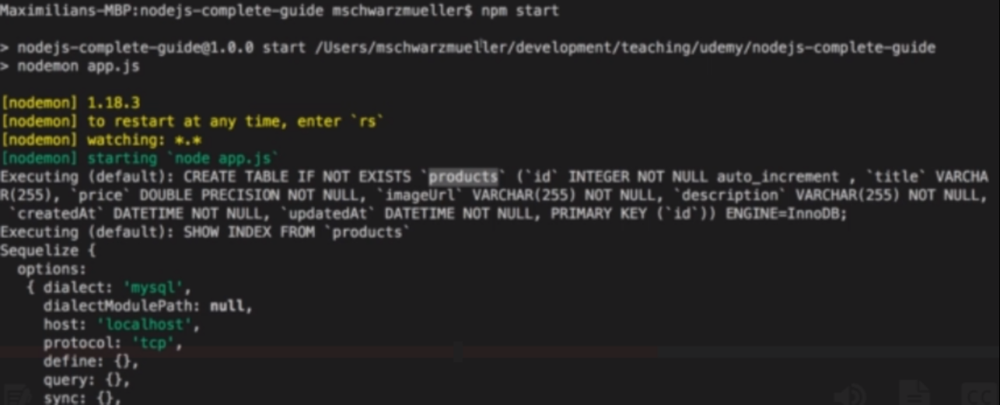 Maximilians-MBP:nodejs-complete-guide mschwarzmueller$ npm start
> nodejs-complete-guide@1.0.0 start /Users/mschwarzmueller/development/teaching/udemy/nodejs-complete-guide
> nodemon app.js
[nodemon] 1.18.3
[nodemon] to restart at any time, enter `rs`
[nodemon] watching: *.*
[nodemon] starting `node app.js`
Executing (default): CREATE TABLE IF NOT EXISTS `products` (`id` INTEGER NOT NULL auto_increment , `title` VARCHA
R(255), `price` DOUBLE PRECISION NOT NULL, `imageUrl` VARCHAR(255) NOT NULL, `description` VARCHAR(255) NOT NULL,
`createdAt` DATETIME NOT NULL, `updatedAt` DATETIME NOT NULL, PRIMARY KEY (`id`)) ENGINE=InnoDB;
Executing (default): SHOW INDEX FROM `products`
Sequelize {
options:
{ dialect: 'mysql',
dialectModulePath: null,
host: 'localhost',
protocol: 'tcp',
define: {},
query: {},
sync: {},
CC